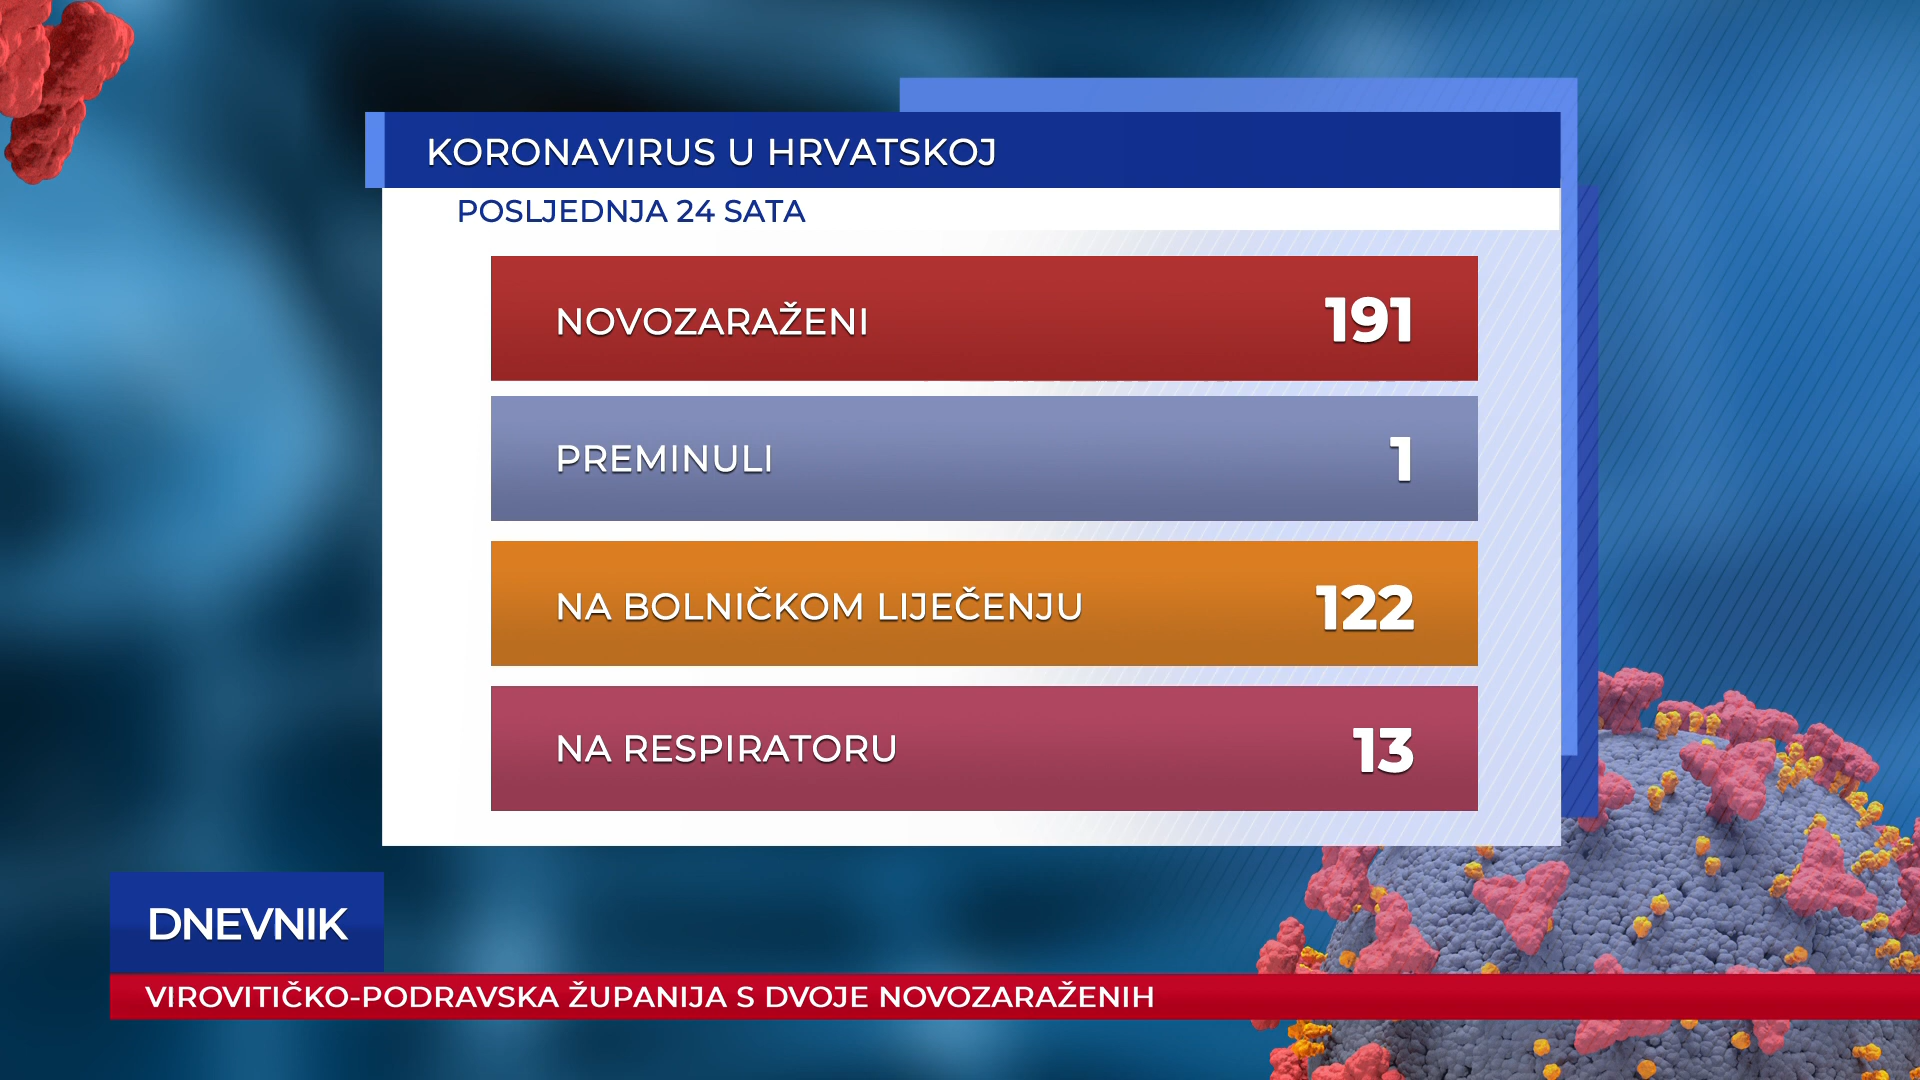 KORONAVIRUS U HRVATSKOJ
POSLJEDNJA 24 SATA
NOVOZARAŽENI 191
PREMINULI 1
NA BOLNIČKOM LIJEČENJU 122
NA RESPIRATORU 13
DNEVNIK
VIROVITIČKO-PODRAVSKA ŽUPANIJA S DVOJE NOVOZARAŽENIH